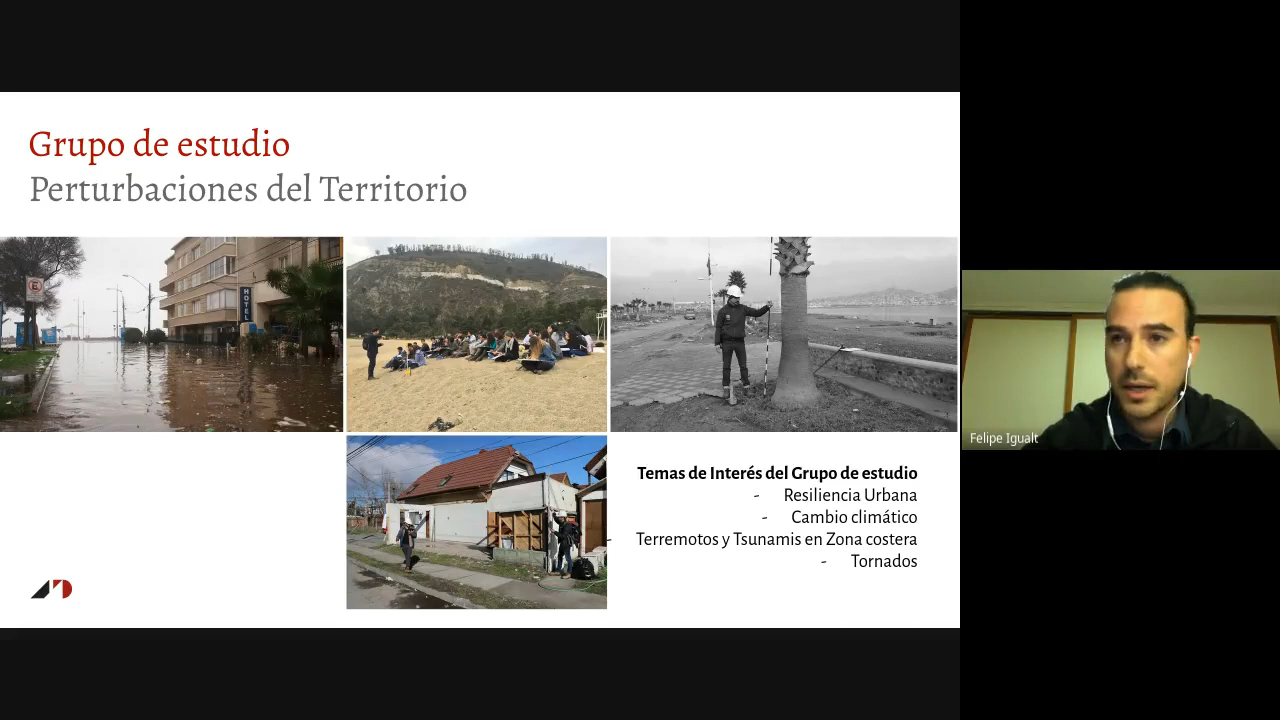 Grupo de estudio
Perturbaciones del Territorio
E
HOTEL
Temas de Interés del Grupo de estudio
- Resiliencia Urbana
- Cambio climático
- Terremotos y Tsunamis en Zona costera
- Tornados
Felipe Igualt